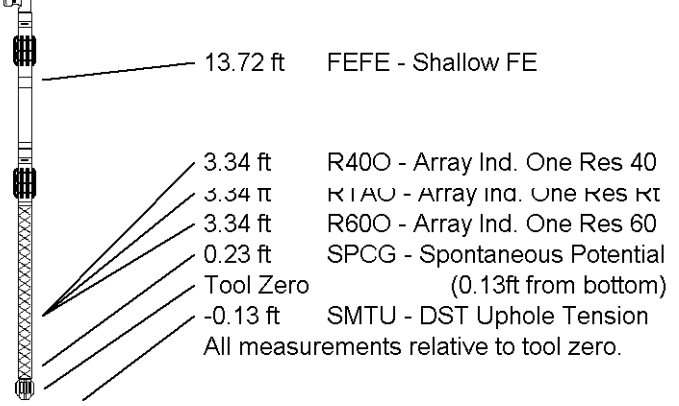 13.72 ft FEFE - Shallow FE
3.34 ft R40O - Array Ind. One Res 40
3.34 ft RTAO - Array Ind. One Res Rt
3.34 ft R60O - Array Ind. One Res 60
0.23 ft SPCG - Spontaneous Potential
Tool Zero (0.13ft from bottom)
-0.13 ft SMTU - DST Uphole Tension
All measurements relative to tool zero.